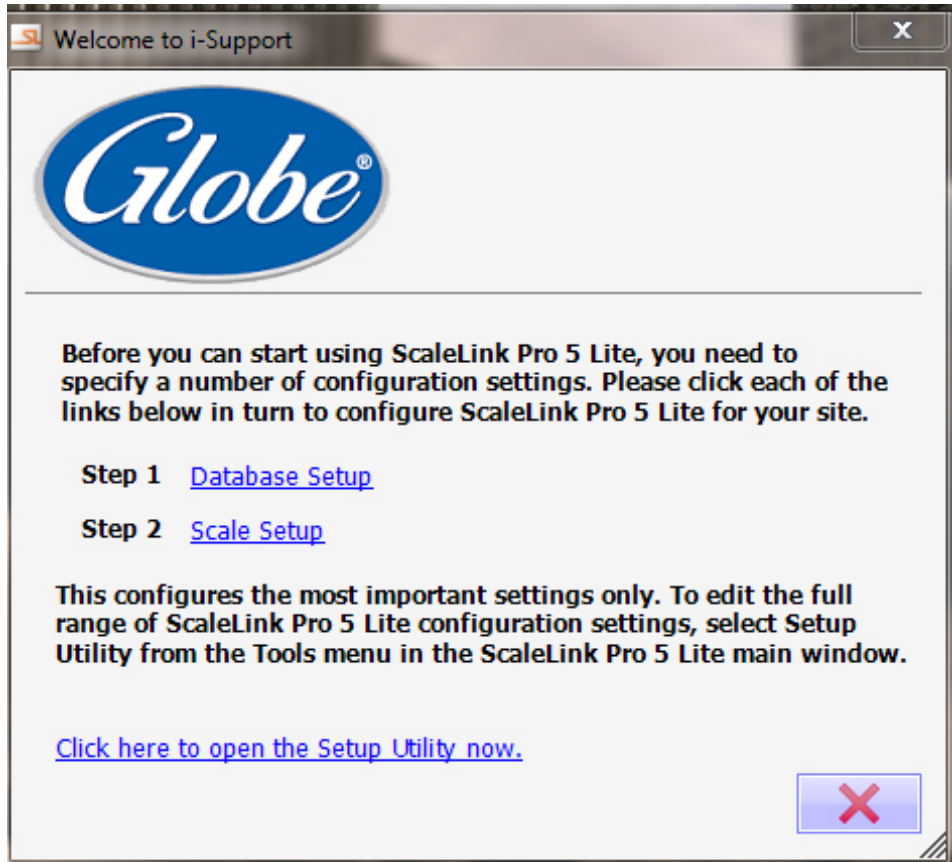 SL Welcome to i-Support x
Globe®
Before you can start using ScaleLink Pro 5 Lite, you need to
specify a number of configuration settings. Please click each of the
links below in turn to configure ScaleLink Pro 5 Lite for your site.
Step 1 Database Setup
Step 2 Scale Setup
This configures the most important settings only. To edit the full
range of ScaleLink Pro 5 Lite configuration settings, select Setup
Utility from the Tools menu in the ScaleLink Pro 5 Lite main window.
Click here to open the Setup Utility now.